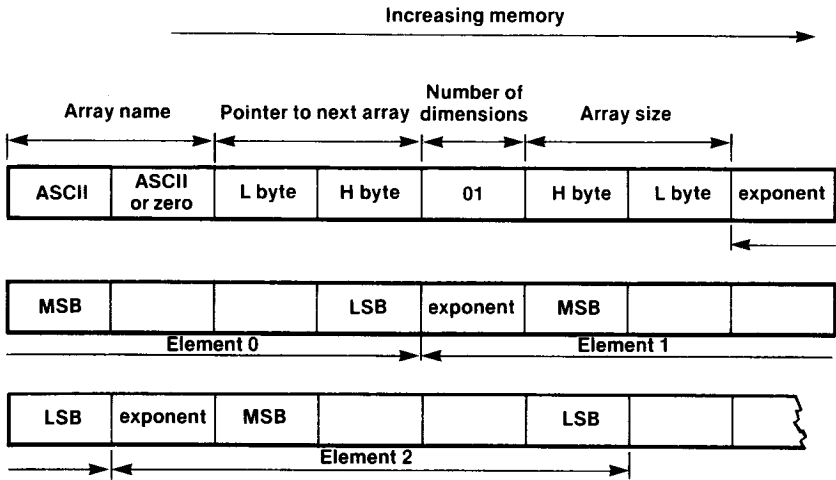 Increasing memory
Array name
Pointer to next array
Number of
dimensions
Array size
ASCII
ASCII
or zero
L byte
H byte
01
H byte
L byte
exponent
MSB
LSB
exponent
MSB
Element 0
Element 1
LSB
exponent
MSB
LSB
Element 2